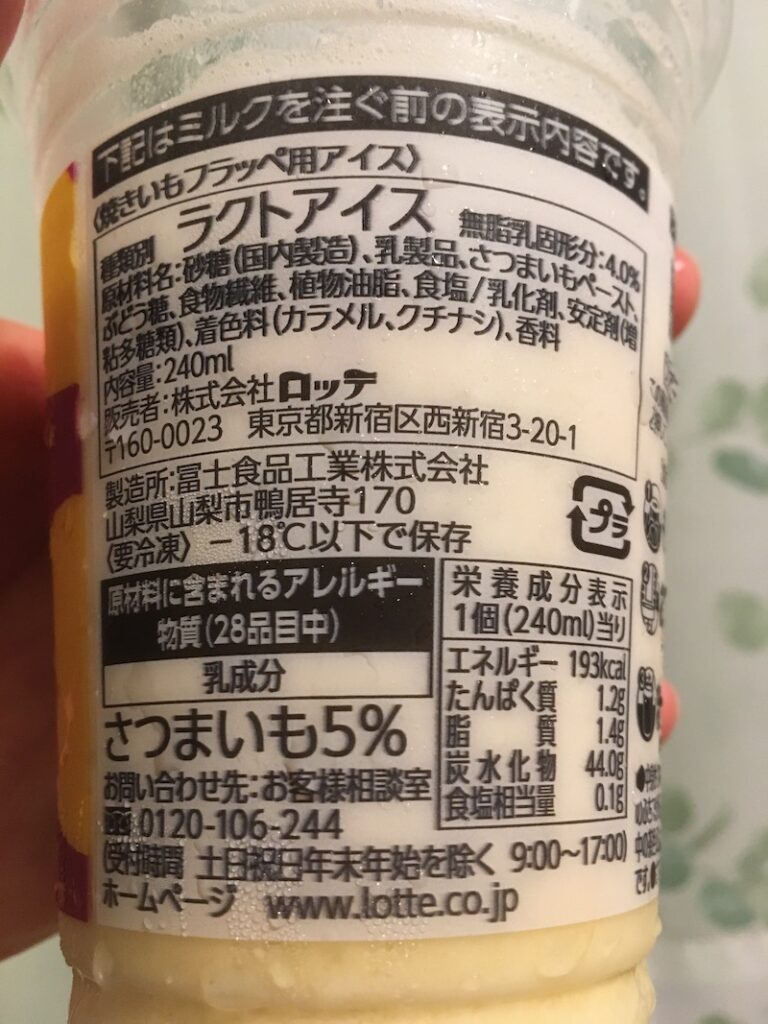 下記はミルクを注ぐ前の表示内容です。
〈焼きいもフラッペ用アイス〉
種類別 ラクトアイス 無脂乳固形分:4.0%
原材料名:砂糖(国内製造)、乳製品、さつまいもペースト、
ぶどう糖、食物繊維、植物油脂、食塩/乳化剤、安定剤(増
粘多糖類)、着色料(カラメル、クチナシ)、香料
内容量:240ml
販売者:株式会社ロッテ
〒160-0023 東京都新宿区西新宿3-20-1
製造所:冨士食品工業株式会社
山梨県山梨市鴨居寺170
〈要冷凍〉 -18℃以下で保存
プラ
原材料に含まれるアレルギー
物質(28品目中)
乳成分
栄養成分表示
1個(240ml)当り
エネルギー 193kcal
たんぱく質 1.2g
脂質 1.4g
炭水化物 44.0g
食塩相当量 0.1g
さつまいも5%
お問い合わせ先:お客様相談室
0120-106-244
(受付時間 土日祝日年末年始を除く 9:00~17:00)
ホームページ www.lotte.co.jp